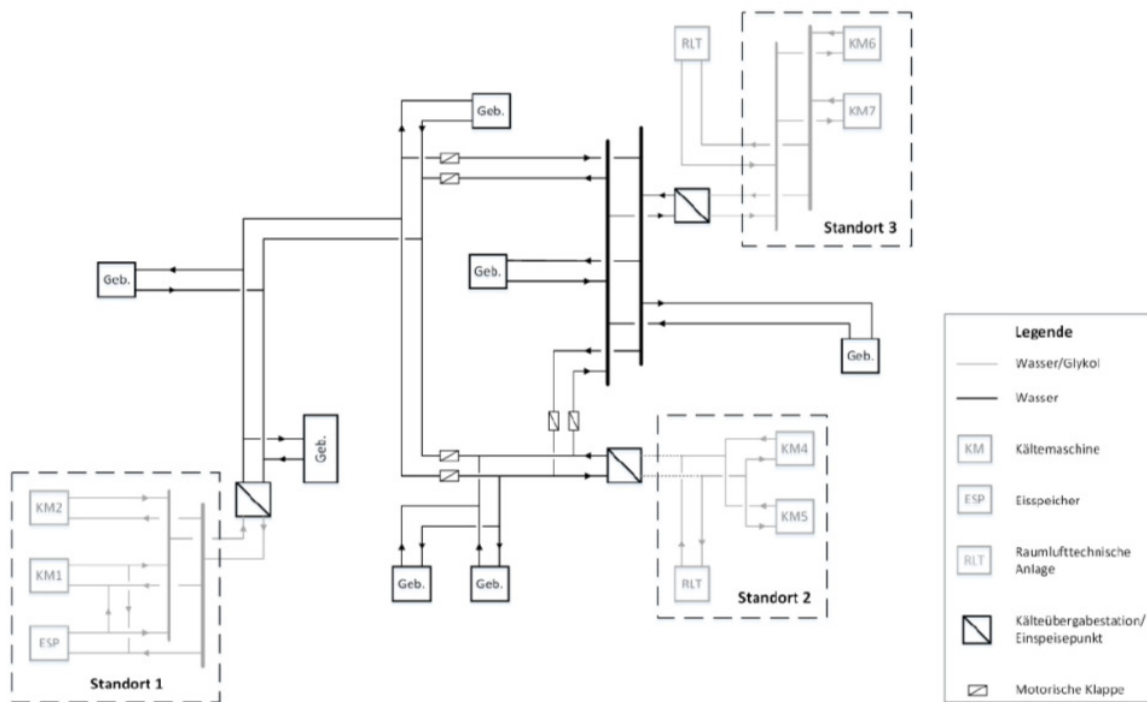 RLT
KM6
KM7
Standort 3
Geb.
Geb.
Geb.
Geb.
Geb.
KM2
KM1
ESP
Standort 1
Geb.
Geb.
KM4
KM5
RLT
Standort 2
Legende
Wasser/Glykol
Wasser
KM
Kältemaschine
ESP
Eisspeicher
RLT
Raumlufttechnische
Anlage
Kälteübergabestation/
Einspeisepunkt
Motorische Klappe